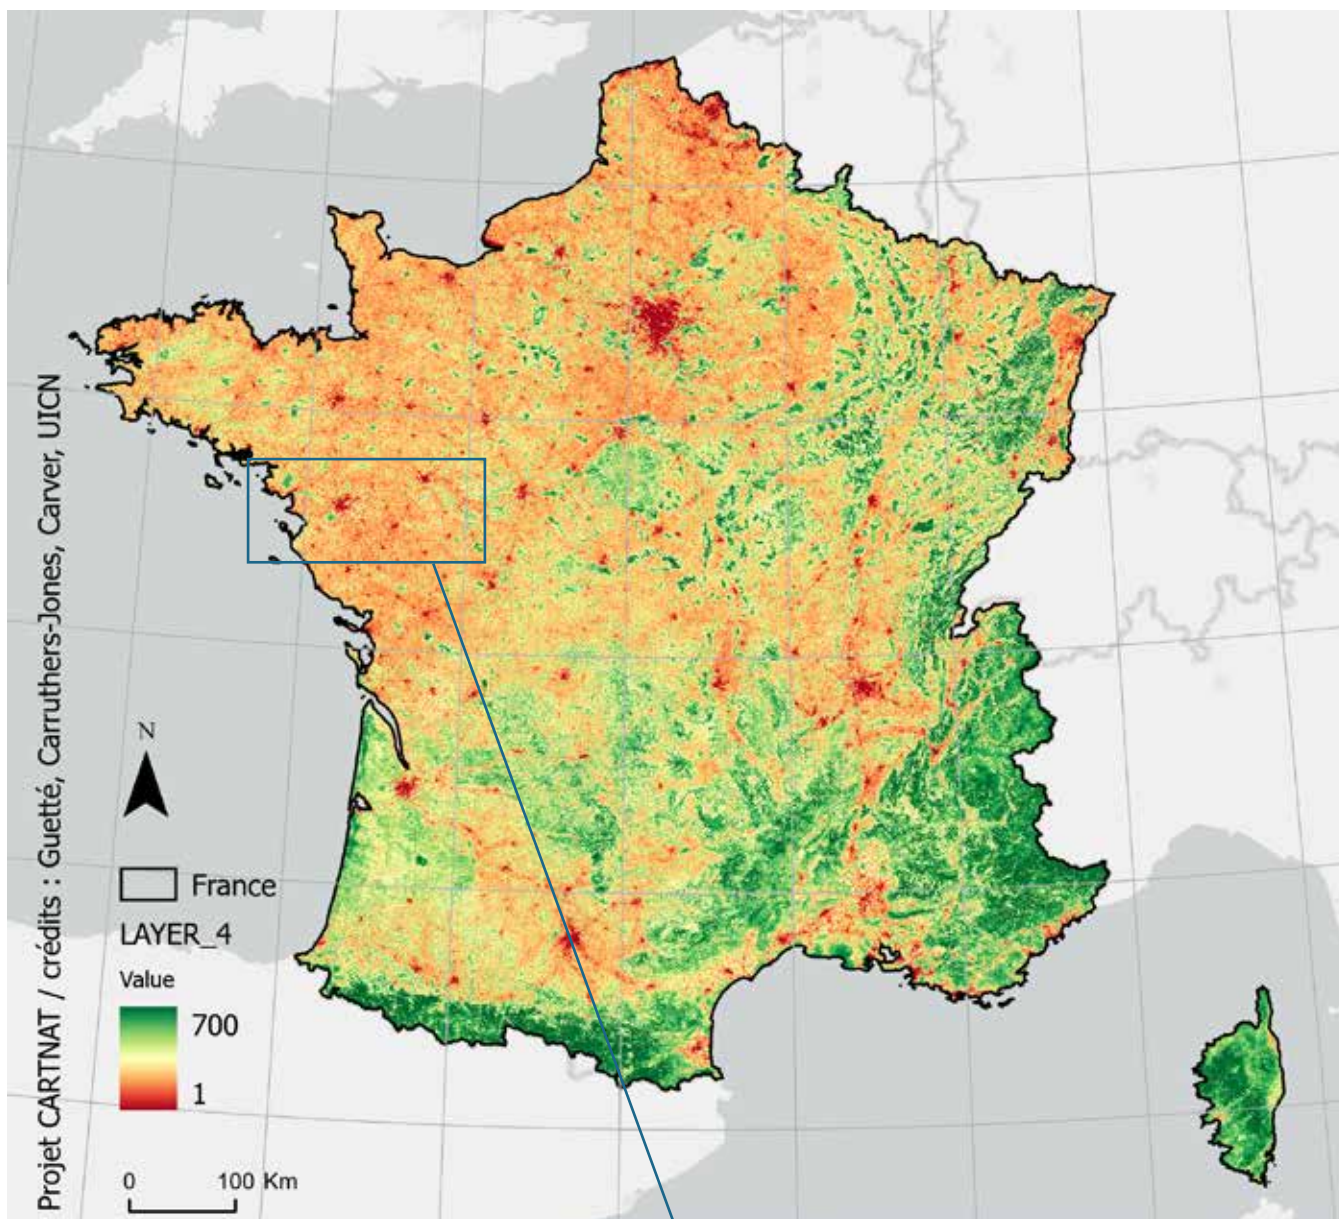 Projet CARTNAT / crédits : Guetté, Carruthers-Jones, Carver, UICN
N
France
LAYER_4
Value
700
1
0 100 Km